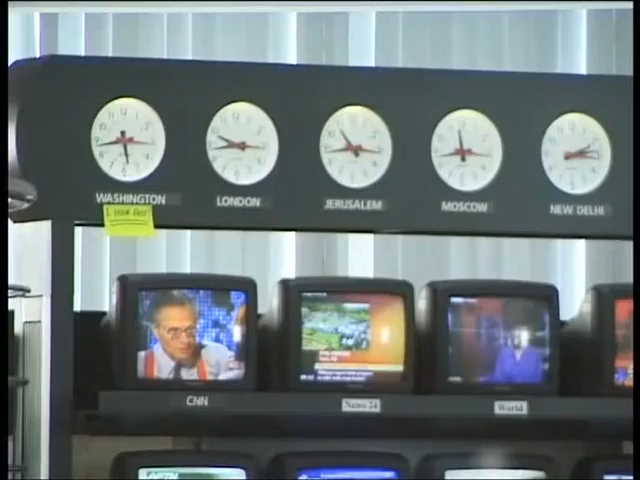 WASHINGTON
LONDON
JERUSALEM
MOSCOW
NEW DELHI
1 HOUR FAST!
CNN
News 24
World